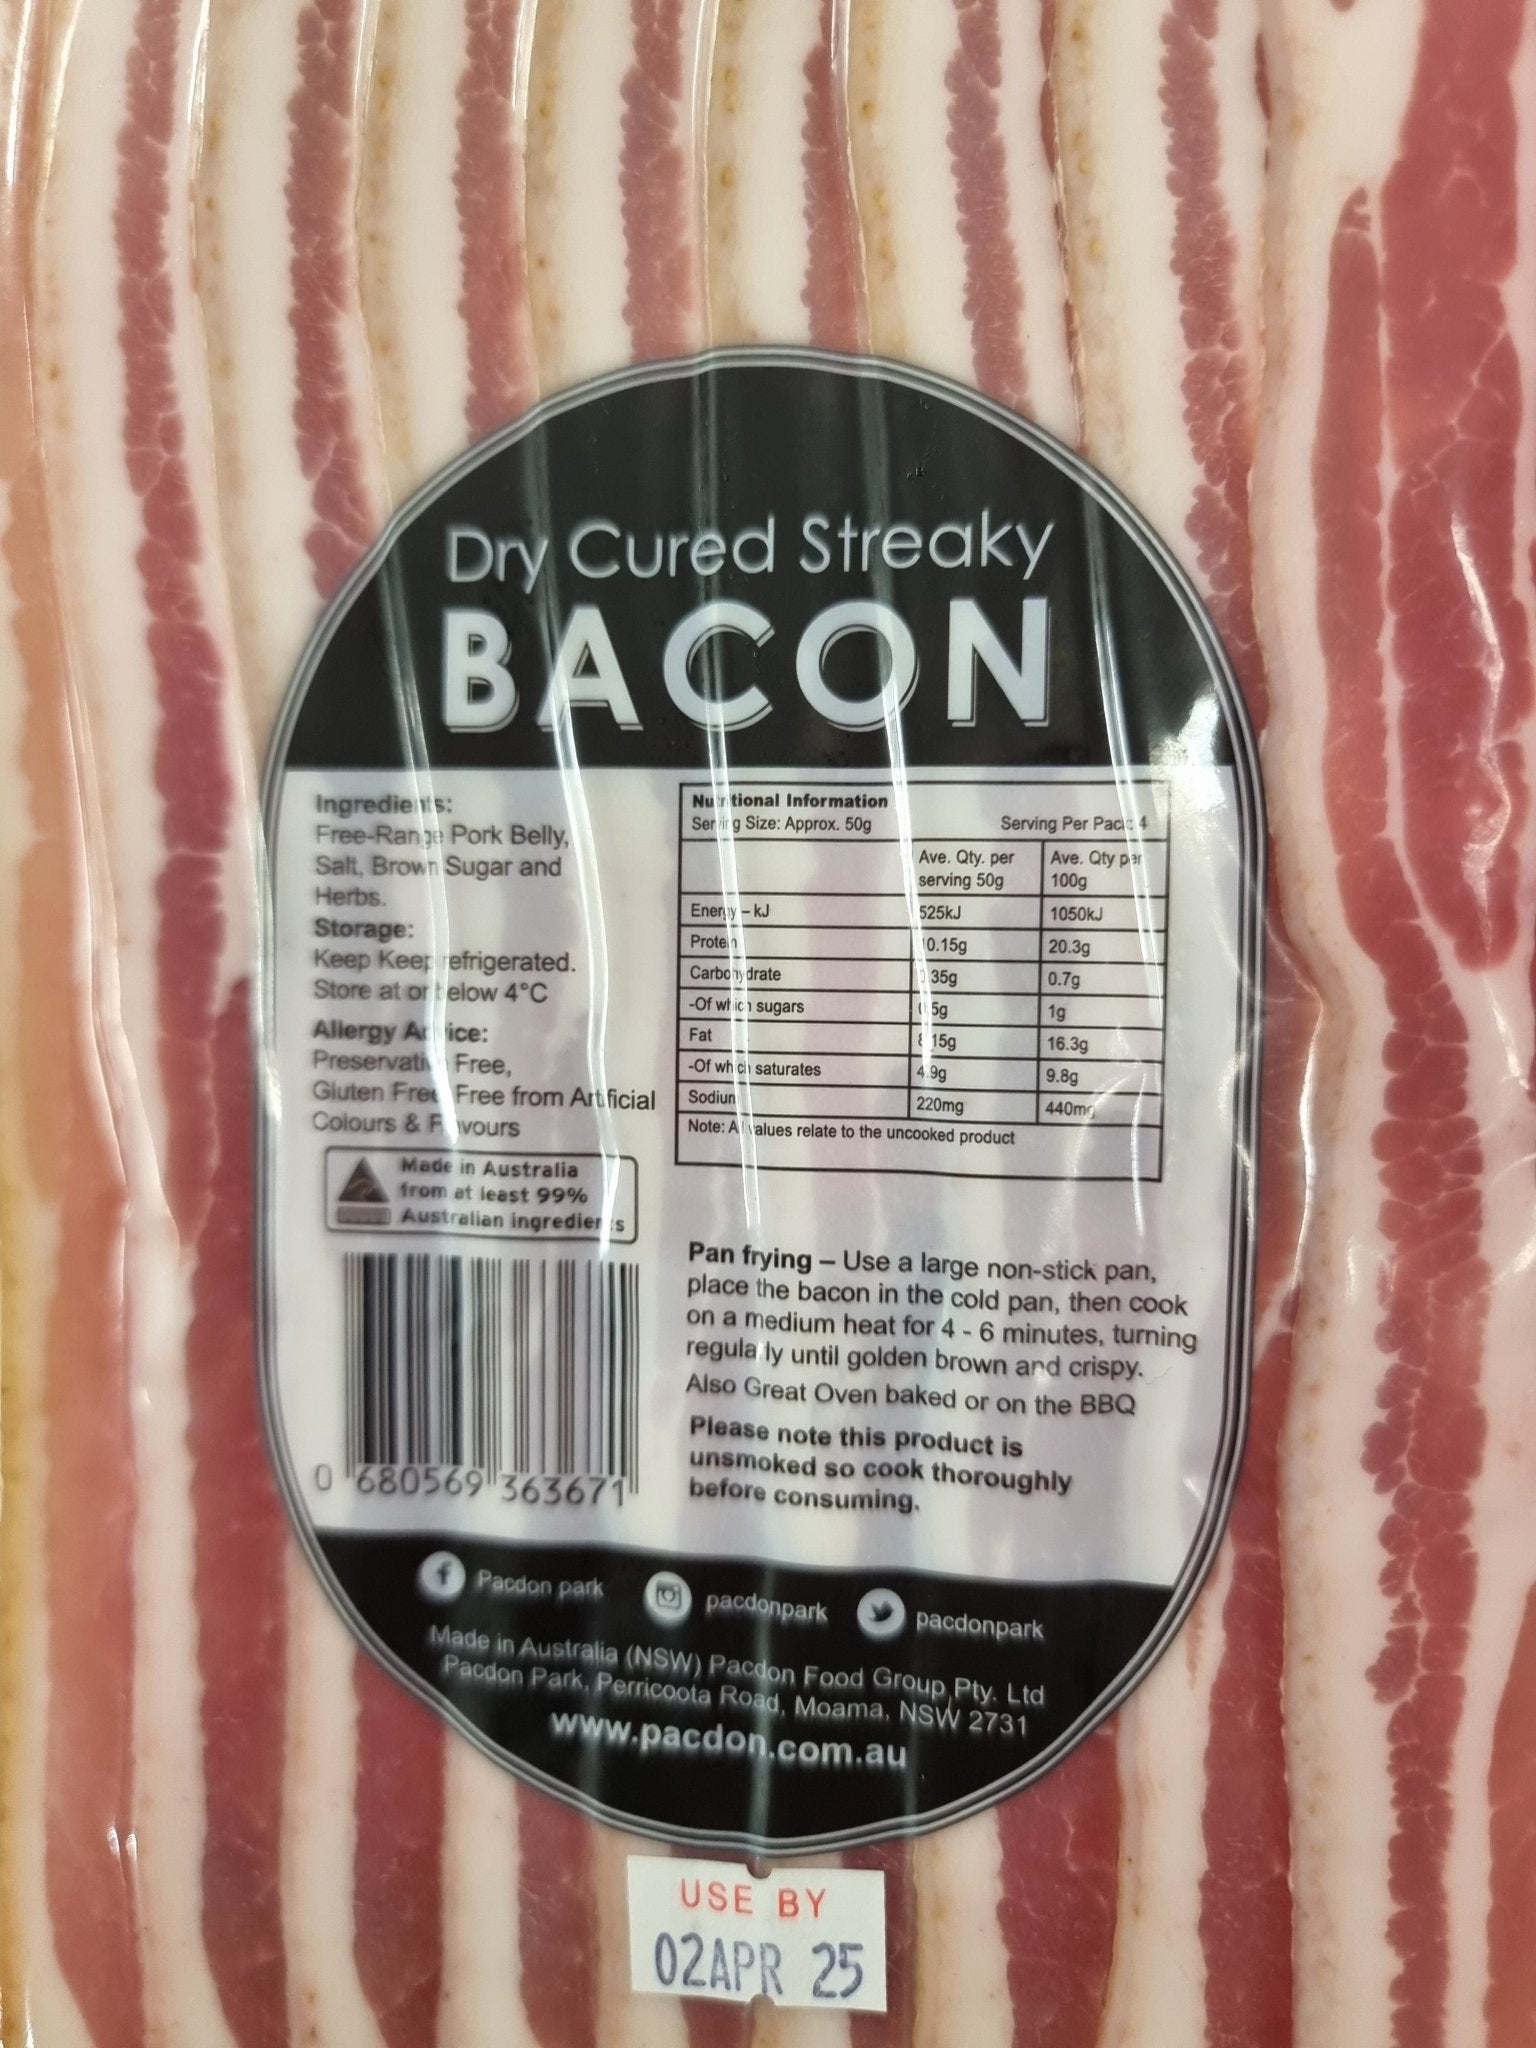 Dry Cured Streaky
BACON
Ingredients:
Free-Range Pork Belly,
Salt, Brown Sugar and
Herbs.
Storage:
Keep Keep refrigerated.
Store at or below 4°C
Allergy Advice:
Preservative Free,
Gluten Free Free from Artificial
Colours & Flavours
Made in Australia
from at least 99%
Australian ingredients
0 680569 363671
Nutritional Information
Serving Size: Approx. 50g Serving Per Pack: 4
Ave. Qty. per serving 50g Ave. Qty per 100g
Energy – kJ 525kJ 1050kJ
Protein 10.15g 20.3g
Carbohydrate 0.35g 0.7g
-Of which sugars 0.5g 1g
Fat 8.15g 16.3g
-Of which saturates 4.9g 9.8g
Sodium 220mg 440mg
Note: All values relate to the uncooked product
Pan frying – Use a large non-stick pan,
place the bacon in the cold pan, then cook
on a medium heat for 4 - 6 minutes, turning
regularly until golden brown and crispy.
Also Great Oven baked or on the BBQ
Please note this product is
unsmoked so cook thoroughly
before consuming.
Pacdon park pacdonpark pacdonpark
Made in Australia (NSW) Pacdon Food Group Pty. Ltd
Pacdon Park, Perricoota Road, Moama, NSW 2731
www.pacdon.com.au
USE BY
02APR 25